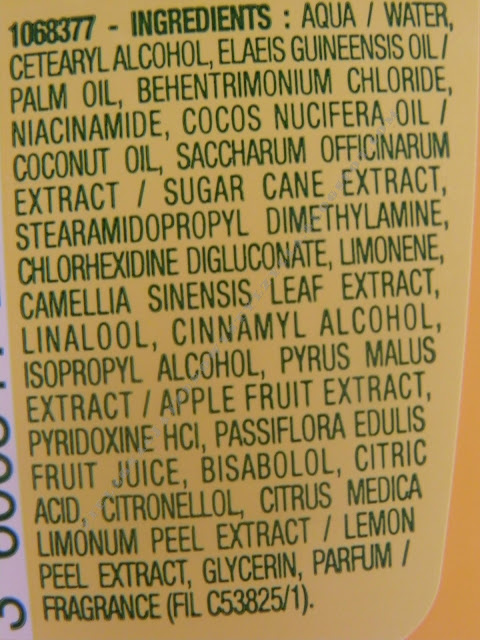 1068377 - INGREDIENTS : AQUA / WATER,
CETEARYL ALCOHOL, ELAEIS GUINEENSIS OIL /
PALM OIL, BEHENTRIMONIUM CHLORIDE,
NIACINAMIDE, COCOS NUCIFERA OIL /
COCONUT OIL, SACCHARUM OFFICINARUM
EXTRACT / SUGAR CANE EXTRACT,
STEARAMIDOPROPYL DIMETHYLAMINE,
CHLORHEXIDINE DIGLUCONATE, LIMONENE,
CAMELLIA SINENSIS LEAF EXTRACT,
LINALOOL, CINNAMYL ALCOHOL,
ISOPROPYL ALCOHOL, PYRUS MALUS
EXTRACT / APPLE FRUIT EXTRACT,
PYRIDOXINE HCI, PASSIFLORA EDULIS
FRUIT JUICE, BISABOLOL, CITRIC
ACID, CITRONELLOL, CITRUS MEDICA
LIMONUM PEEL EXTRACT / LEMON
PEEL EXTRACT, GLYCERIN, PARFUM /
FRAGRANCE (FIL C53825/1).